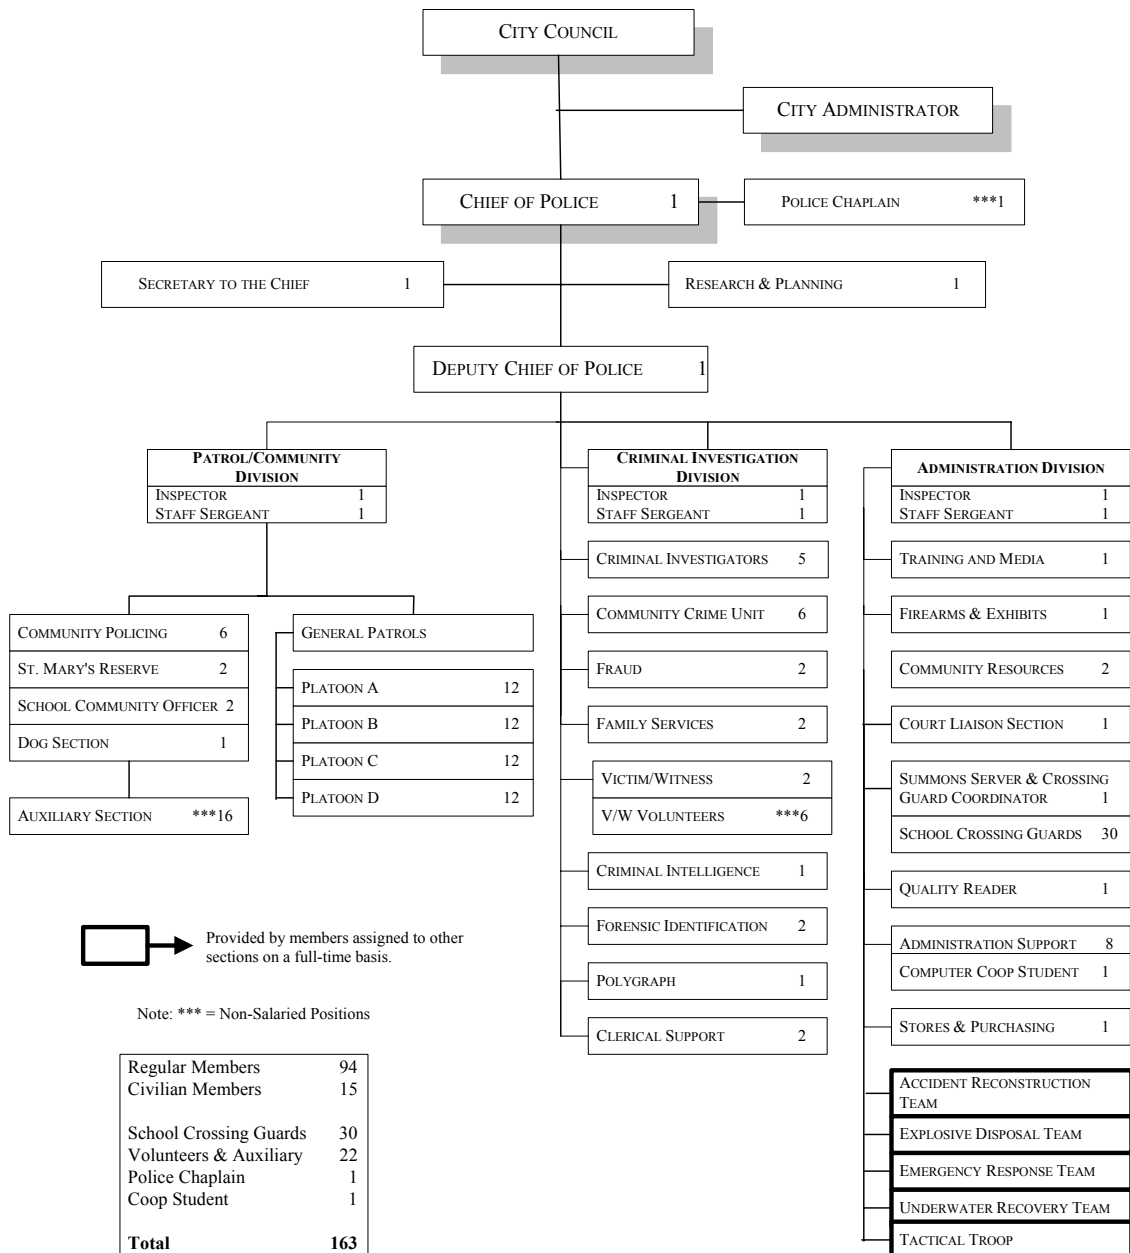 CITY COUNCIL
CITY ADMINISTRATOR
CHIEF OF POLICE 1
POLICE CHAPLAIN ***1
SECRETARY TO THE CHIEF 1
RESEARCH & PLANNING 1
DEPUTY CHIEF OF POLICE 1
PATROL/COMMUNITY
DIVISION
INSPECTOR 1
STAFF SERGEANT 1
COMMUNITY POLICING 6
ST. MARY'S RESERVE 2
SCHOOL COMMUNITY OFFICER 2
DOG SECTION 1
AUXILIARY SECTION ***16
GENERAL PATROLS
PLATOON A 12
PLATOON B 12
PLATOON C 12
PLATOON D 12
CRIMINAL INVESTIGATION
DIVISION
INSPECTOR 1
STAFF SERGEANT 1
CRIMINAL INVESTIGATORS 5
COMMUNITY CRIME UNIT 6
FRAUD 2
FAMILY SERVICES 2
VICTIM/WITNESS 2
V/W VOLUNTEERS ***6
CRIMINAL INTELLIGENCE 1
FORENSIC IDENTIFICATION 2
POLYGRAPH 1
CLERICAL SUPPORT 2
ADMINISTRATION DIVISION
INSPECTOR 1
STAFF SERGEANT 1
TRAINING AND MEDIA 1
FIREARMS & EXHIBITS 1
COMMUNITY RESOURCES 2
COURT LIAISON SECTION 1
SUMMONS SERVER & CROSSING
GUARD COORDINATOR 1
SCHOOL CROSSING GUARDS 30
QUALITY READER 1
ADMINISTRATION SUPPORT 8
COMPUTER COOP STUDENT 1
STORES & PURCHASING 1
ACCIDENT RECONSTRUCTION
TEAM
EXPLOSIVE DISPOSAL TEAM
EMERGENCY RESPONSE TEAM
UNDERWATER RECOVERY TEAM
TACTICAL TROOP
Provided by members assigned to other
sections on a full-time basis.
Note: *** = Non-Salaried Positions
Regular Members 94
Civilian Members 15
School Crossing Guards 30
Volunteers & Auxiliary 22
Police Chaplain 1
Coop Student 1
Total 163